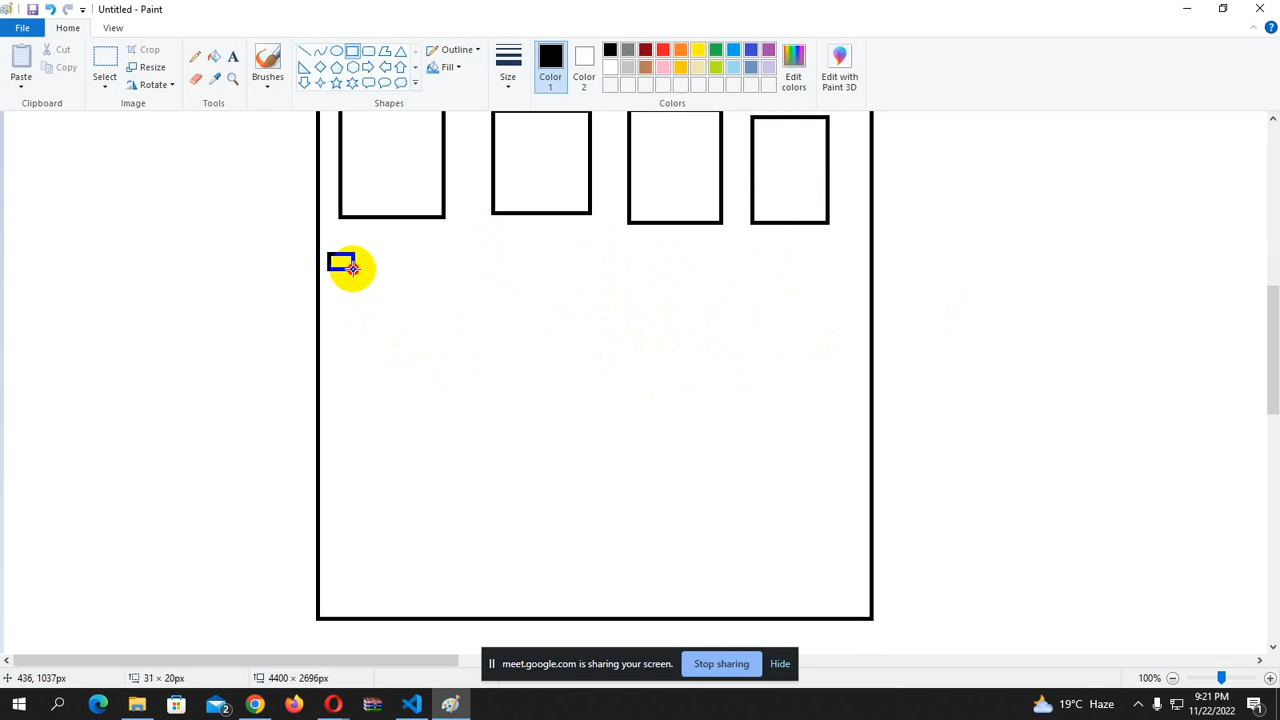 Untitled - Paint
File
Home
View
Paste
Cut
Copy
Clipboard
Select
Crop
Resize
Rotate
Image
Tools
Brushes
Shapes
Outline
Fill
Size
Color 1
Color 2
Colors
Edit colors
Edit with Paint 3D
meet.google.com is sharing your screen.
Stop sharing
Hide
436, 1037px
31 × 20px
4400 × 2696px
100%
19°C Haze
9:21 PM
11/22/2022